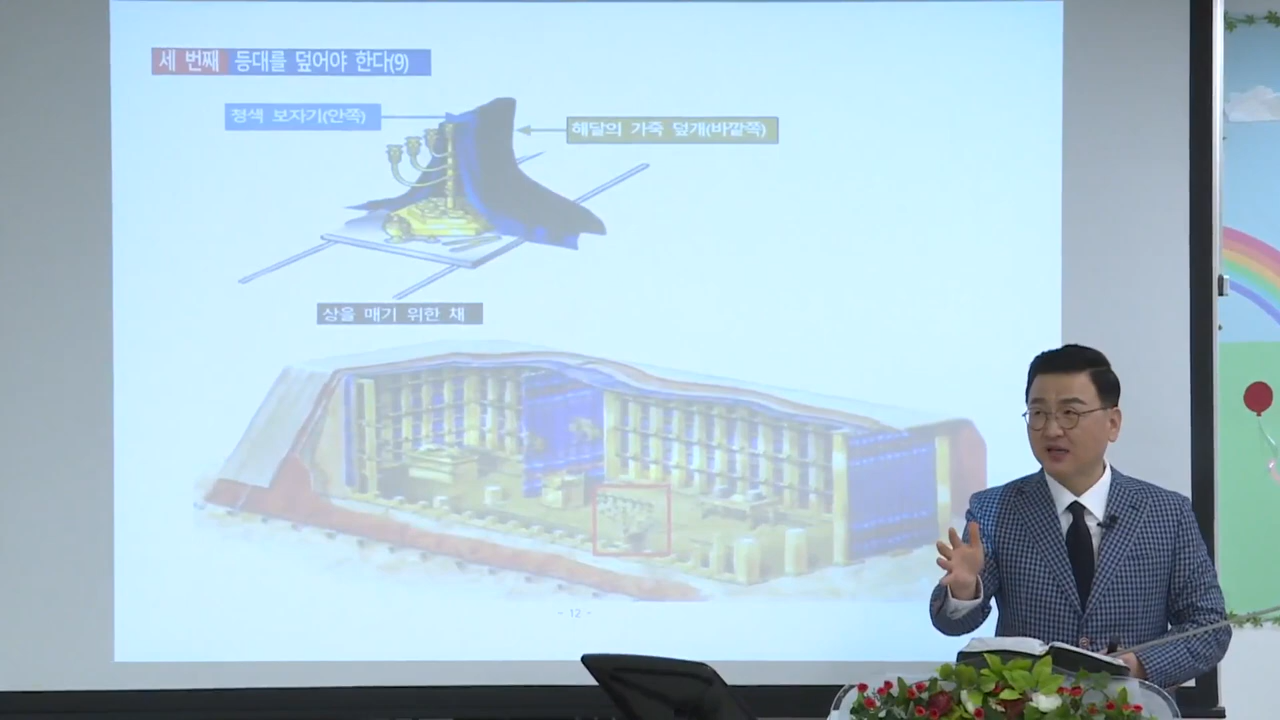 세 번째 등대를 덮어야 한다(9)
청색 보자기(안쪽)
해달의 가죽 덮개(바깥쪽)
상을 매기 위한 채
- 12 -